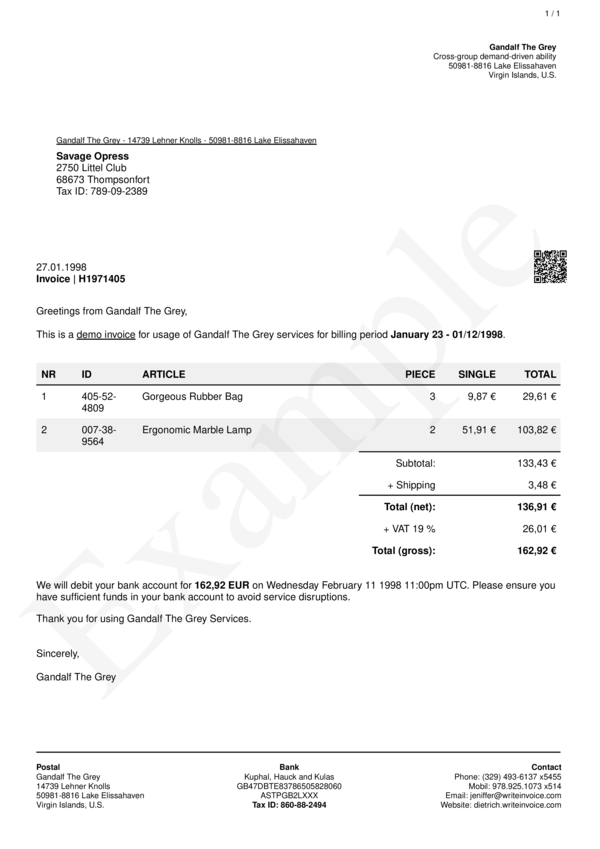 1 / 1
Gandalf The Grey
Cross-group demand-driven ability
50981-8816 Lake Elissahaven
Virgin Islands, U.S.
Gandalf The Grey - 14739 Lehner Knolls - 50981-8816 Lake Elissahaven
Savage Opress
2750 Littel Club
68673 Thompsonfort
Tax ID: 789-09-2389
27.01.1998
Invoice | H1971405
Greetings from Gandalf The Grey,
This is a demo invoice for usage of Gandalf The Grey services for billing period January 23 - 01/12/1998.
NR ID ARTICLE PIECE SINGLE TOTAL
1 405-52- Gorgeous Rubber Bag 3 9,87 € 29,61 €
4809
2 007-38- Ergonomic Marble Lamp 2 51,91 € 103,82 €
9564
Subtotal: 133,43 €
+ Shipping 3,48 €
Total (net): 136,91 €
+ VAT 19 % 26,01 €
Total (gross): 162,92 €
We will debit your bank account for 162,92 EUR on Wednesday February 11 1998 11:00pm UTC. Please ensure you
have sufficient funds in your bank account to avoid service disruptions.
Thank you for using Gandalf The Grey Services.
Sincerely,
Gandalf The Grey
Example
Postal
Gandalf The Grey
14739 Lehner Knolls
50981-8816 Lake Elissahaven
Virgin Islands, U.S.
Bank
Kuphal, Hauck and Kulas
GB47DBTE83786505828060
ASTPGB2LXXX
Tax ID: 860-88-2494
Contact
Phone: (329) 493-6137 x5455
Mobil: 978.925.1073 x514
Email: jeniffer@writeinvoice.com
Website: dietrich.writeinvoice.com